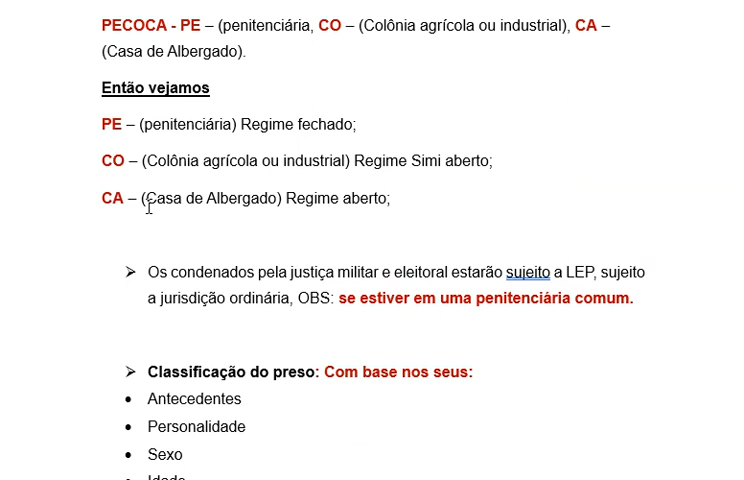 PECOCA - PE – (penitenciária, CO – (Colônia agrícola ou industrial), CA –
(Casa de Albergado).
Então vejamos
PE – (penitenciária) Regime fechado;
CO – (Colônia agrícola ou industrial) Regime Simi aberto;
CA – (Casa de Albergado) Regime aberto;
➢ Os condenados pela justiça militar e eleitoral estarão sujeito a LEP, sujeito
a jurisdição ordinária, OBS: se estiver em uma penitenciária comum.
➢ Classificação do preso: Com base nos seus:
• Antecedentes
• Personalidade
• Sexo
• Idade